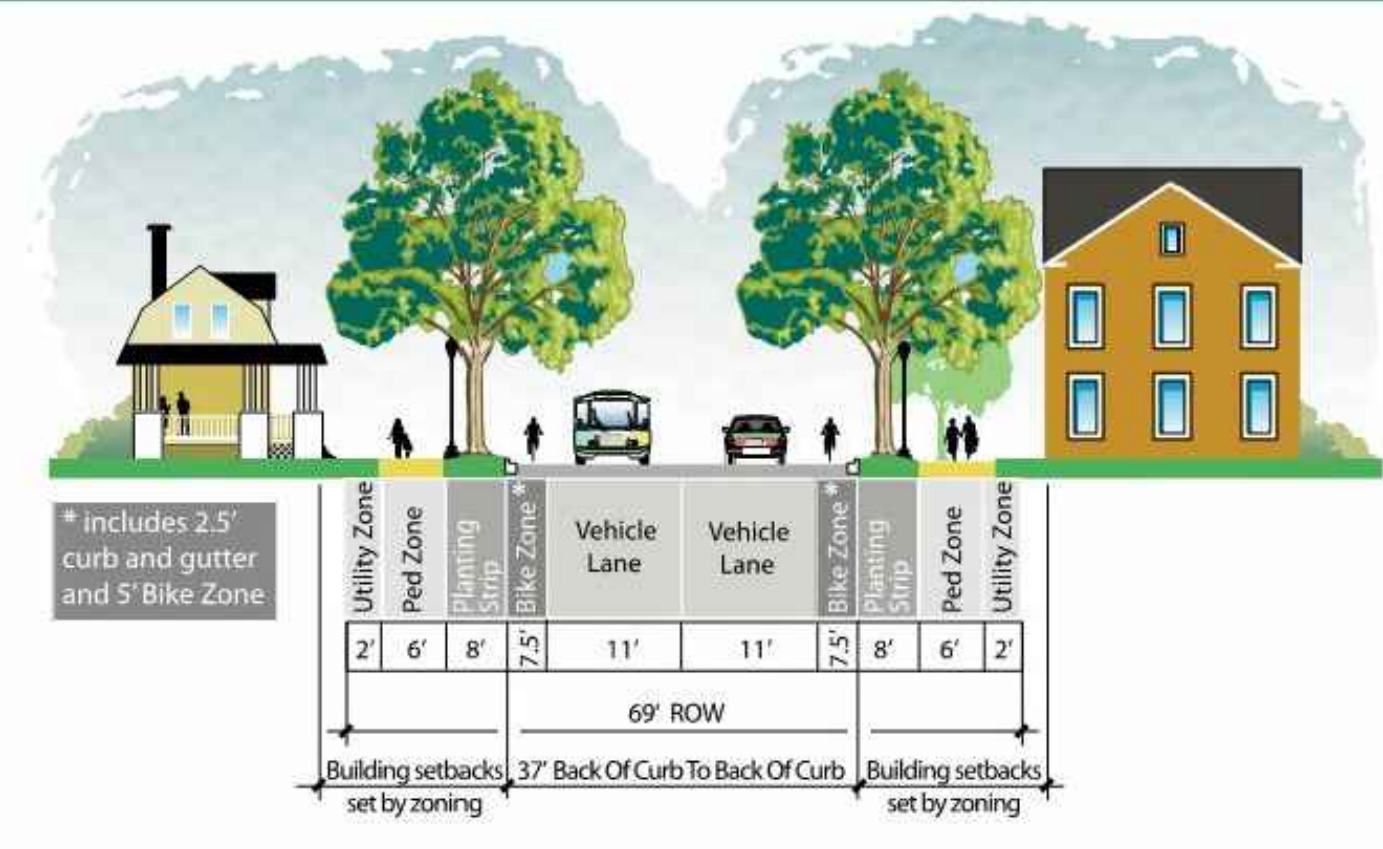 * includes 2.5'
curb and gutter
and 5' Bike Zone
Utility Zone
Ped Zone
Planting
Strip
Bike Zone *
Vehicle
Lane
Vehicle
Lane
Bike Zone *
Planting
Strip
Ped Zone
Utility Zone
2' 6' 8' 7.5' 11' 11' 7.5' 8' 6' 2'
69' ROW
Building setbacks
set by zoning
37' Back Of Curb To Back Of Curb
Building setbacks
set by zoning